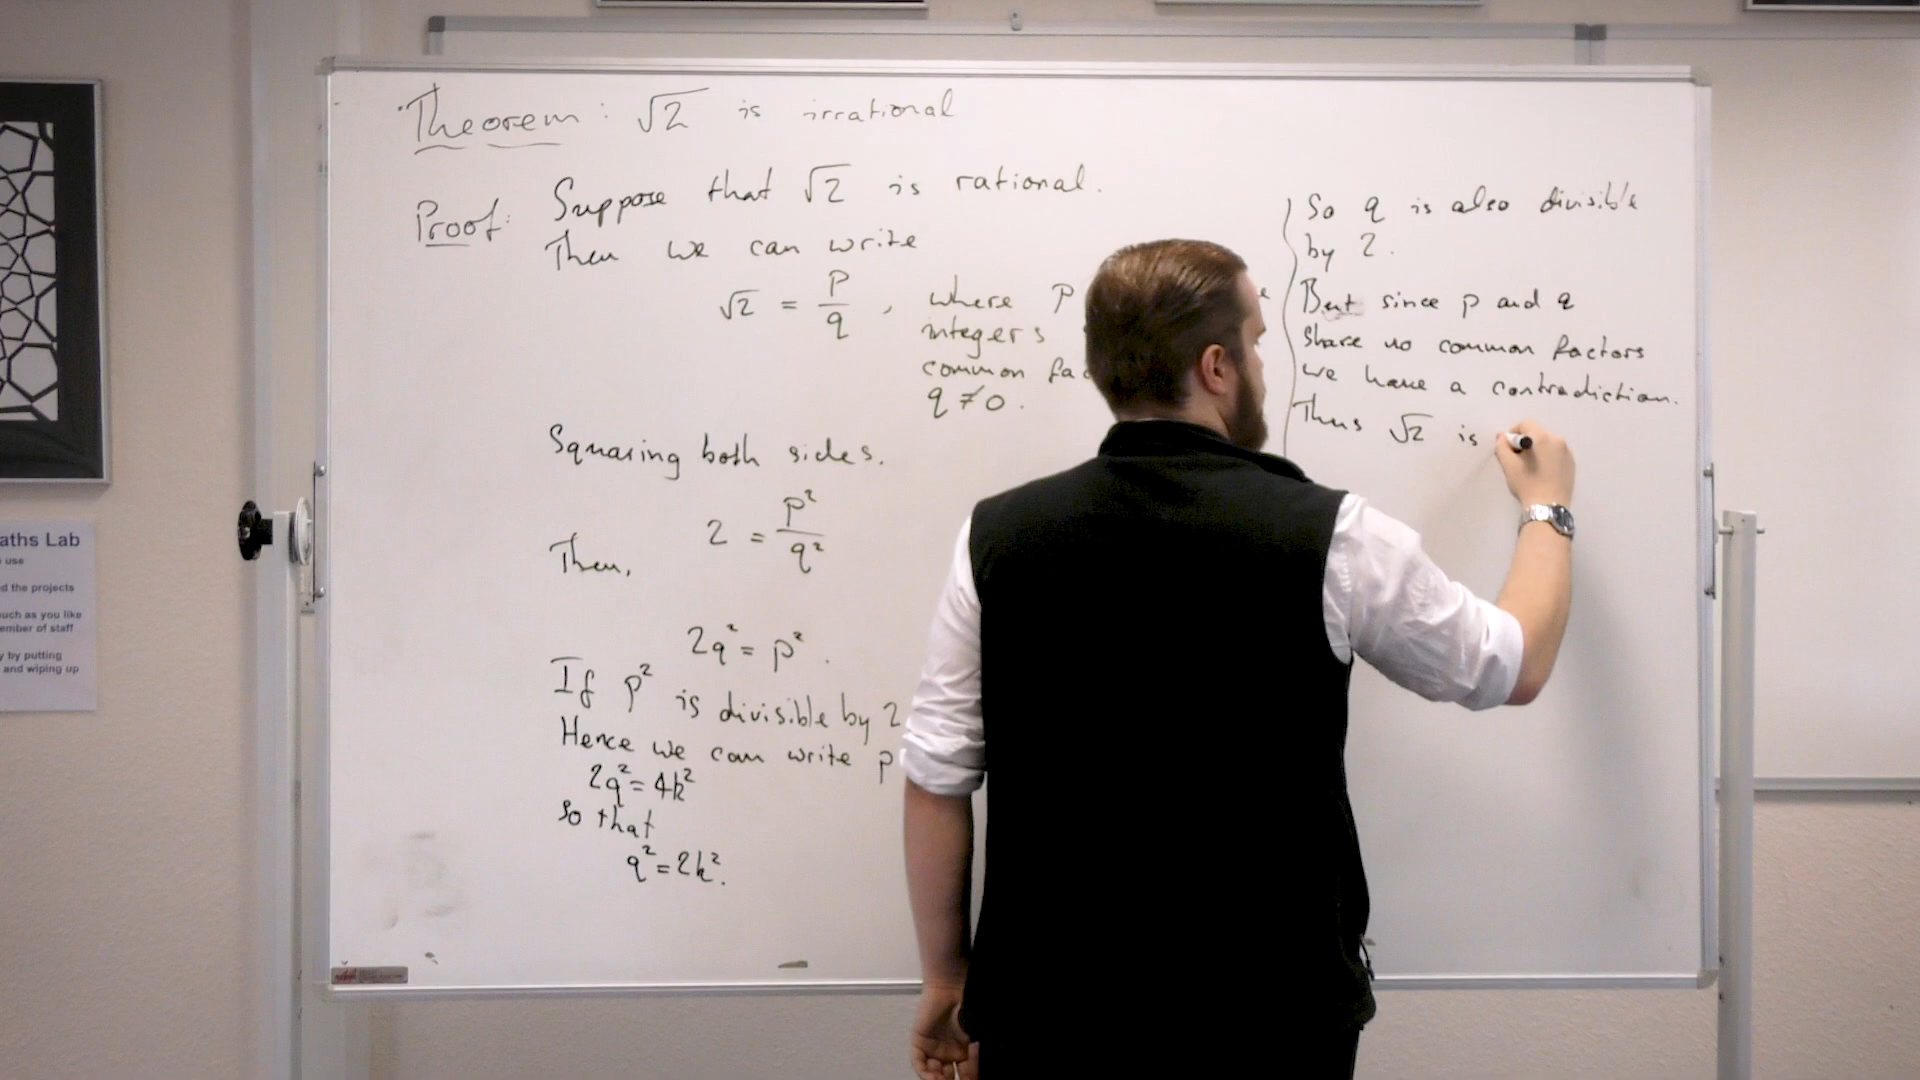 Theorem: √2 is irrational
Proof: Suppose that √2 is rational.
Then we can write
√2 = p/q , where p
integers
common
q ≠ 0.
Squaring both sides.
2 = p²/q²
Then,
2q² = p².
If p² is divisible by 2
Hence we can write p
2q² = 4k²
So that
q² = 2k².
So q is also divisible
by 2.
But since p and q
share no common factors
we have a contradiction.
Thus √2 is
aths Lab
use
d the projects
uch as you like
ember of staff
y by putting
and wiping up